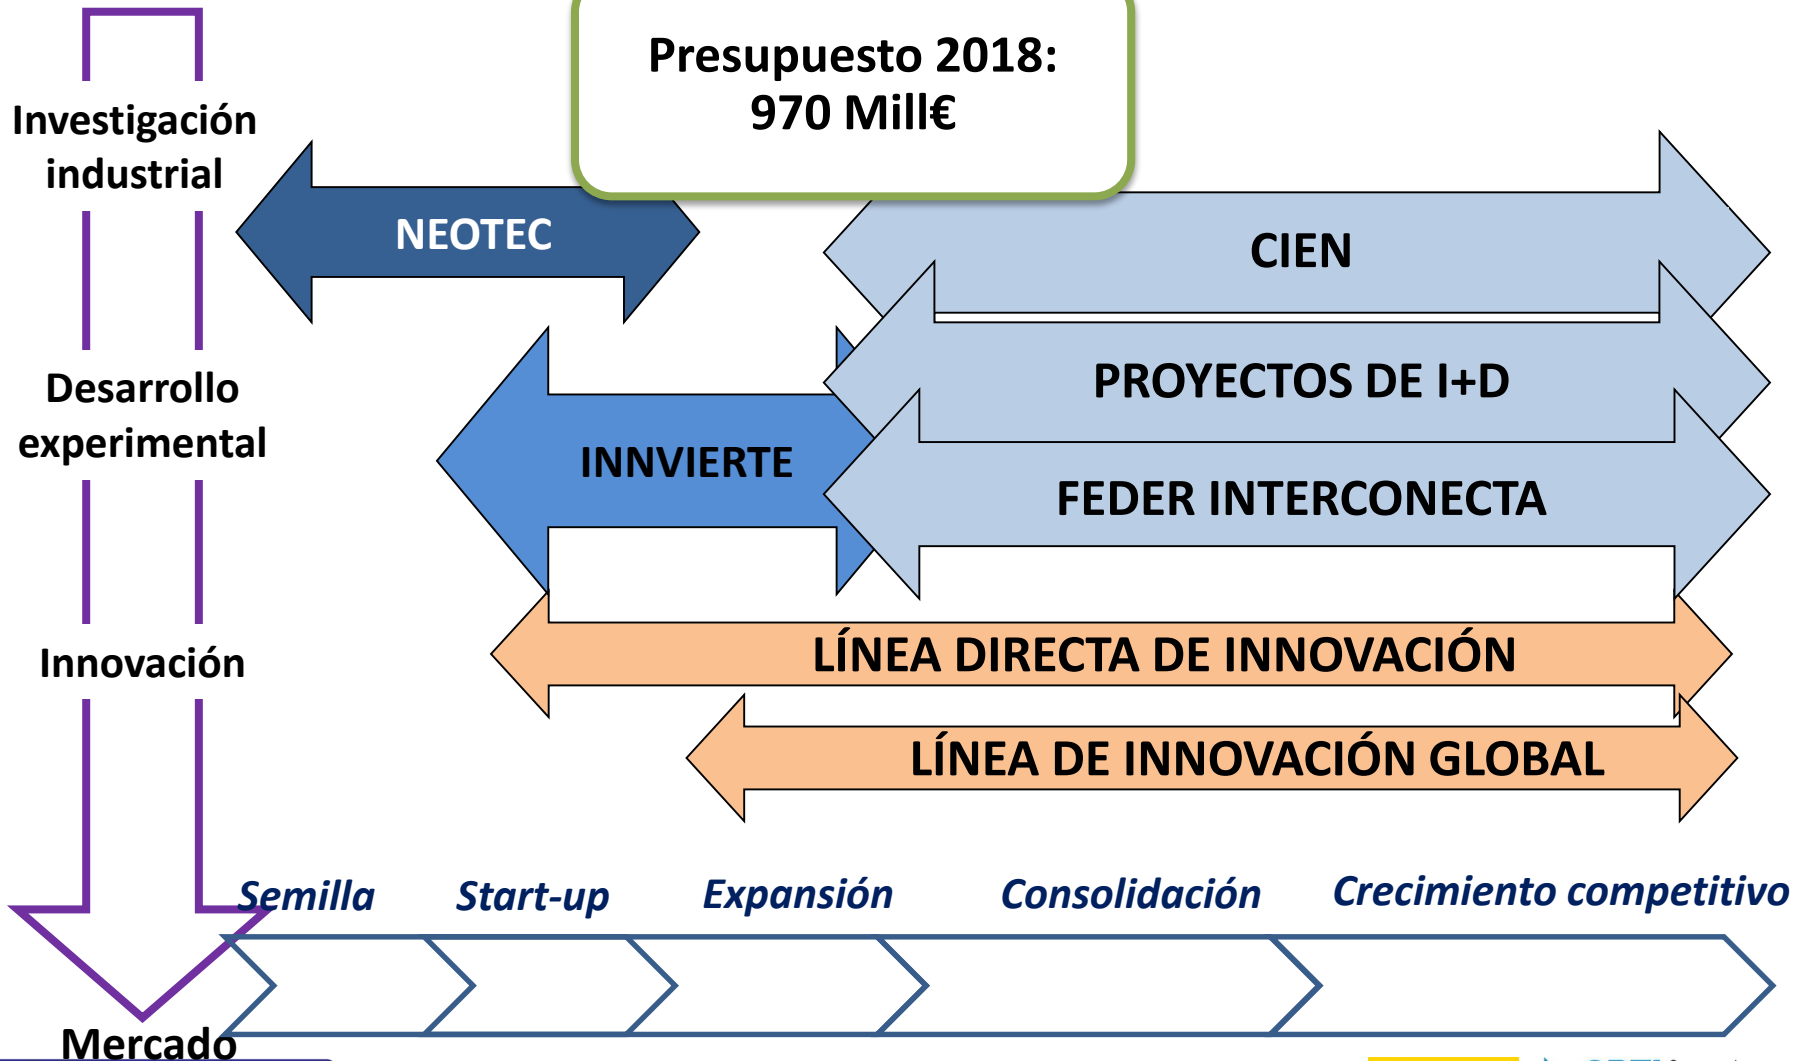 Presupuesto 2018:
970 Mill€
Investigación
industrial
NEOTEC
CIEN
Desarrollo
experimental
PROYECTOS DE I+D
INNVIERTE
FEDER INTERCONECTA
Innovación
LÍNEA DIRECTA DE INNOVACIÓN
LÍNEA DE INNOVACIÓN GLOBAL
Semilla
Start-up
Expansión
Consolidación
Crecimiento competitivo
Mercado